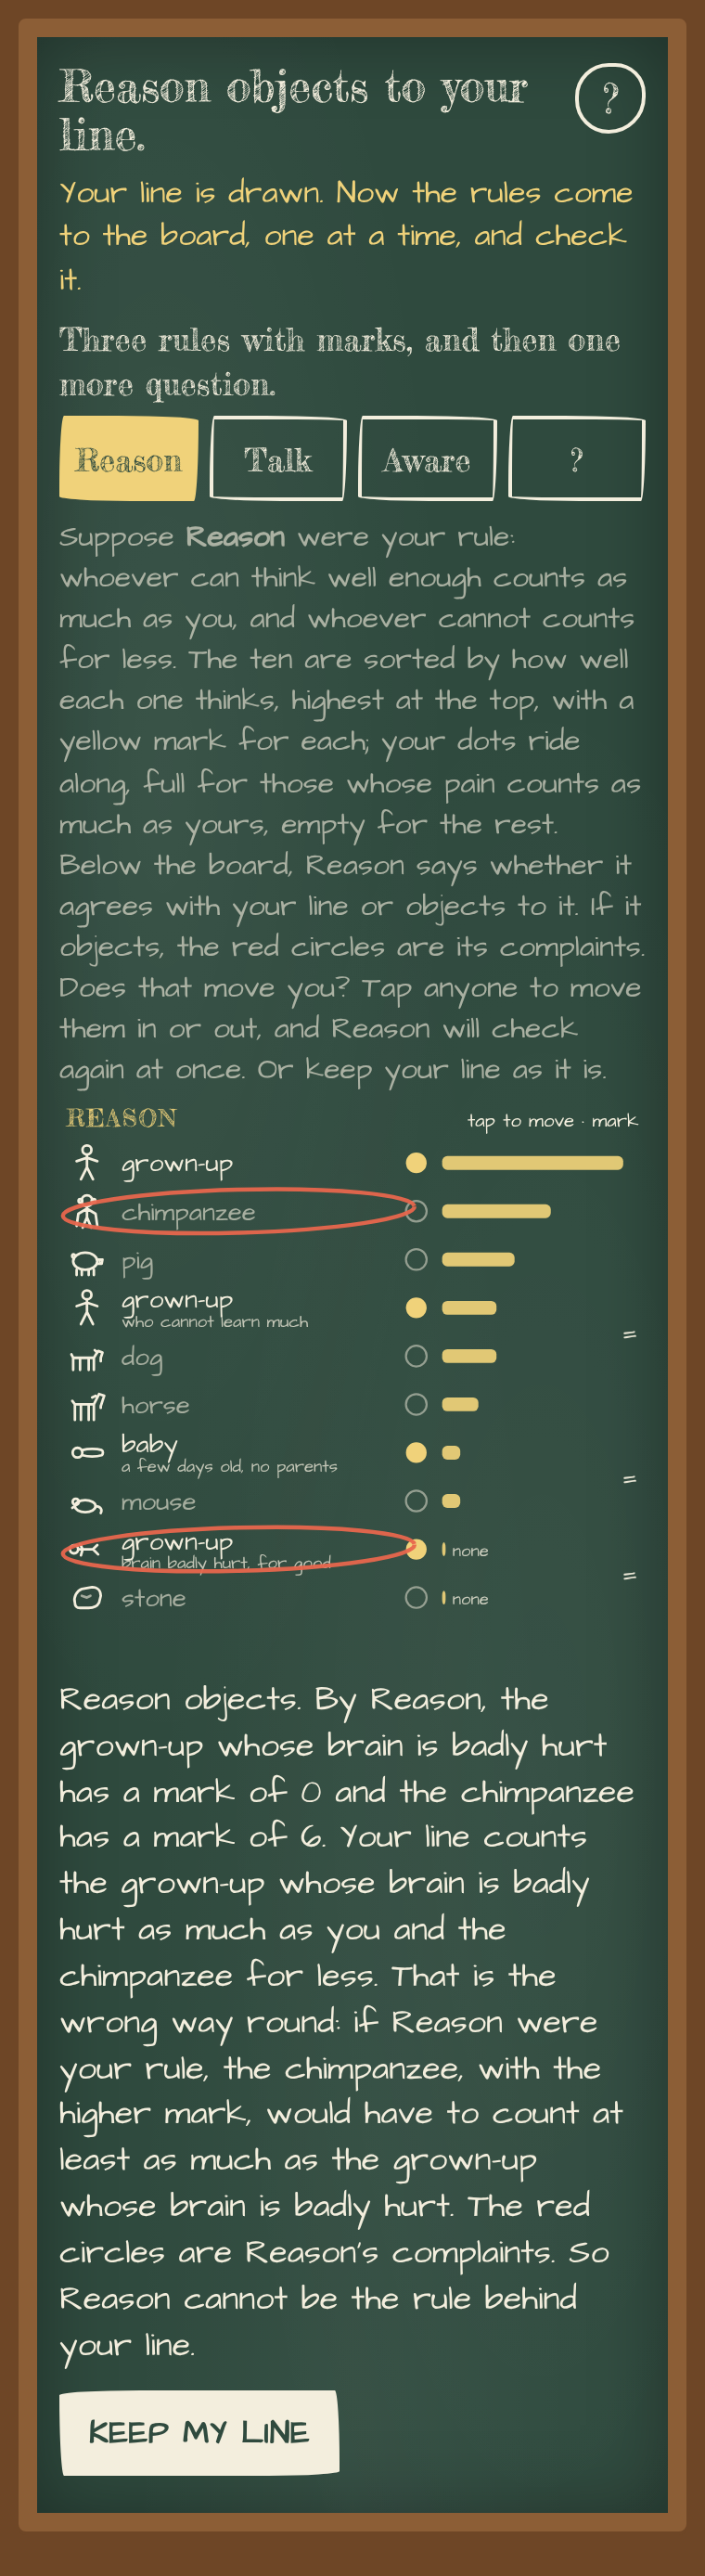 Reason objects to your
line.
?
Your line is drawn. Now the rules come
to the board, one at a time, and check
it.
Three rules with marks, and then one
more question.
Reason
Talk
Aware
?
Suppose Reason were your rule:
whoever can think well enough counts as
much as you, and whoever cannot counts
for less. The ten are sorted by how well
each one thinks, highest at the top, with a
yellow mark for each; your dots ride
along, full for those whose pain counts as
much as yours, empty for the rest.
Below the board, Reason says whether it
agrees with your line or objects to it. If it
objects, the red circles are its complaints.
Does that move you? Tap anyone to move
them in or out, and Reason will check
again at once. Or keep your line as it is.
REASON
tap to move · mark
grown-up
chimpanzee
pig
grown-up
who cannot learn much
=
dog
horse
baby
a few days old, no parents
=
mouse
grown-up
brain badly hurt, for good
none
=
stone
none
Reason objects. By Reason, the
grown-up whose brain is badly hurt
has a mark of 0 and the chimpanzee
has a mark of 6. Your line counts
the grown-up whose brain is badly
hurt as much as you and the
chimpanzee for less. That is the
wrong way round: if Reason were
your rule, the chimpanzee, with the
higher mark, would have to count at
least as much as the grown-up
whose brain is badly hurt. The red
circles are Reason's complaints. So
Reason cannot be the rule behind
your line.
KEEP MY LINE